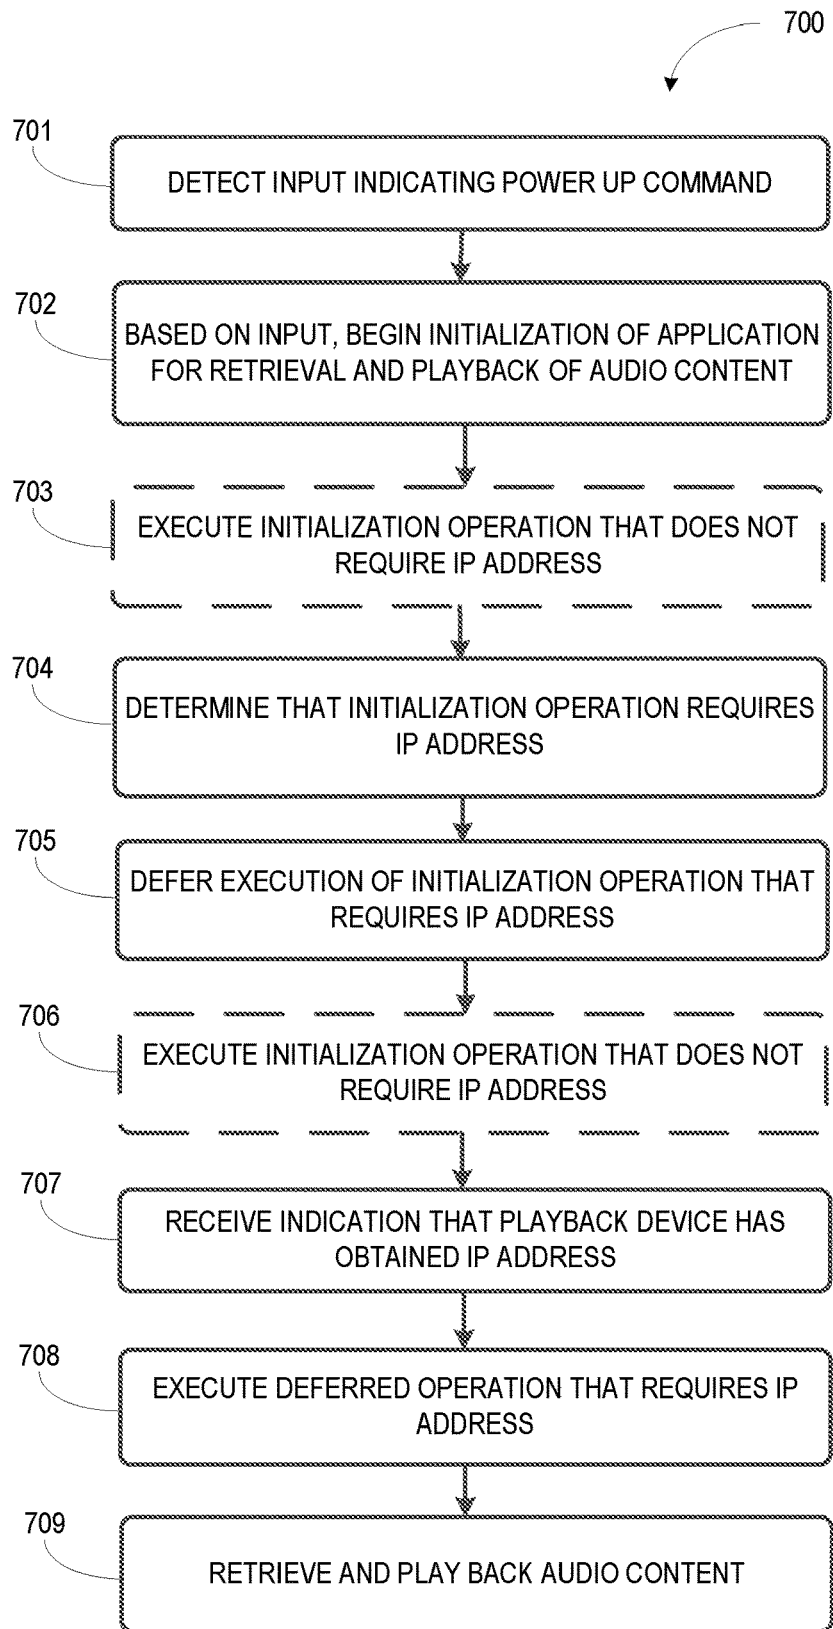 700
701
DETECT INPUT INDICATING POWER UP COMMAND
702
BASED ON INPUT, BEGIN INITIALIZATION OF APPLICATION
FOR RETRIEVAL AND PLAYBACK OF AUDIO CONTENT
703
EXECUTE INITIALIZATION OPERATION THAT DOES NOT
REQUIRE IP ADDRESS
704
DETERMINE THAT INITIALIZATION OPERATION REQUIRES
IP ADDRESS
705
DEFER EXECUTION OF INITIALIZATION OPERATION THAT
REQUIRES IP ADDRESS
706
EXECUTE INITIALIZATION OPERATION THAT DOES NOT
REQUIRE IP ADDRESS
707
RECEIVE INDICATION THAT PLAYBACK DEVICE HAS
OBTAINED IP ADDRESS
708
EXECUTE DEFERRED OPERATION THAT REQUIRES IP
ADDRESS
709
RETRIEVE AND PLAY BACK AUDIO CONTENT